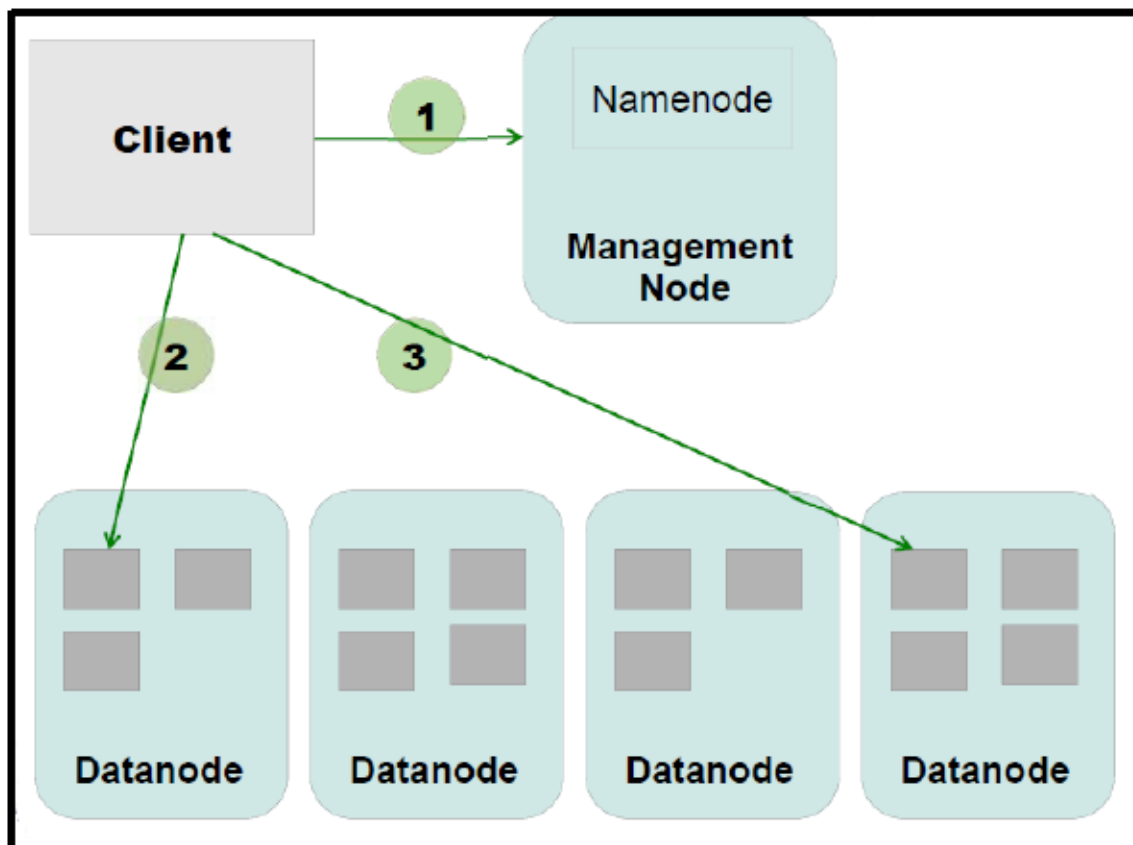 Client
1
Namenode
Management
Node
2
3
Datanode
Datanode
Datanode
Datanode